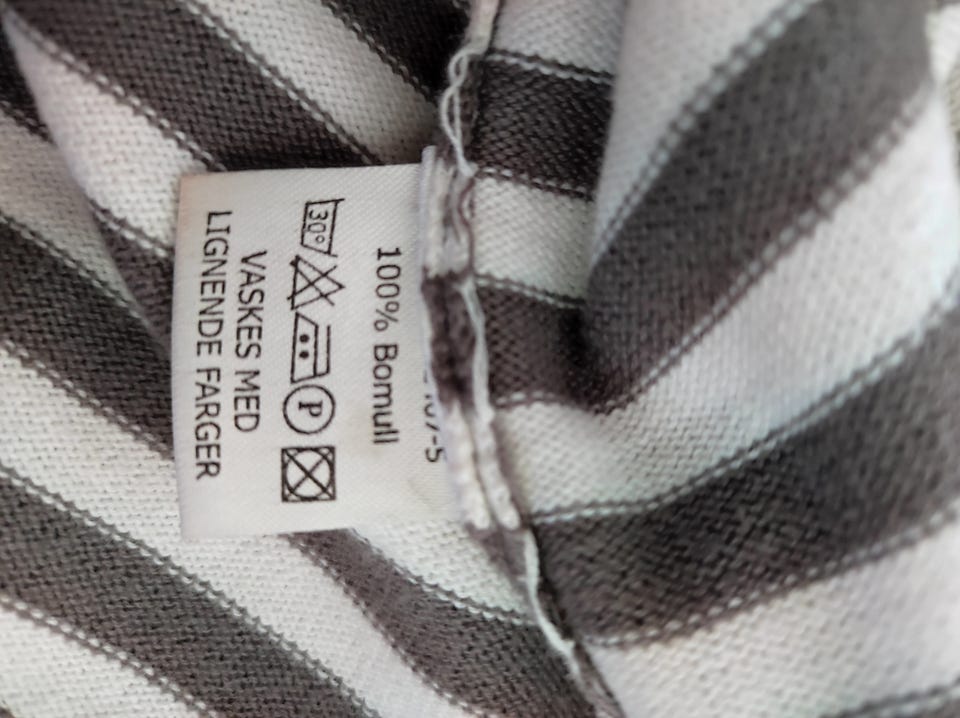 100% Bomull
30° P
VASKES MED
LIGNENDE FARGER